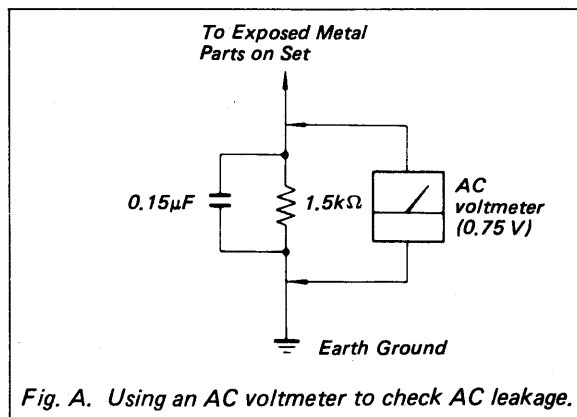 To Exposed Metal
Parts on Set
0.15μF
1.5kΩ
AC
voltmeter
(0.75 V)
Earth Ground
Fig. A. Using an AC voltmeter to check AC leakage.